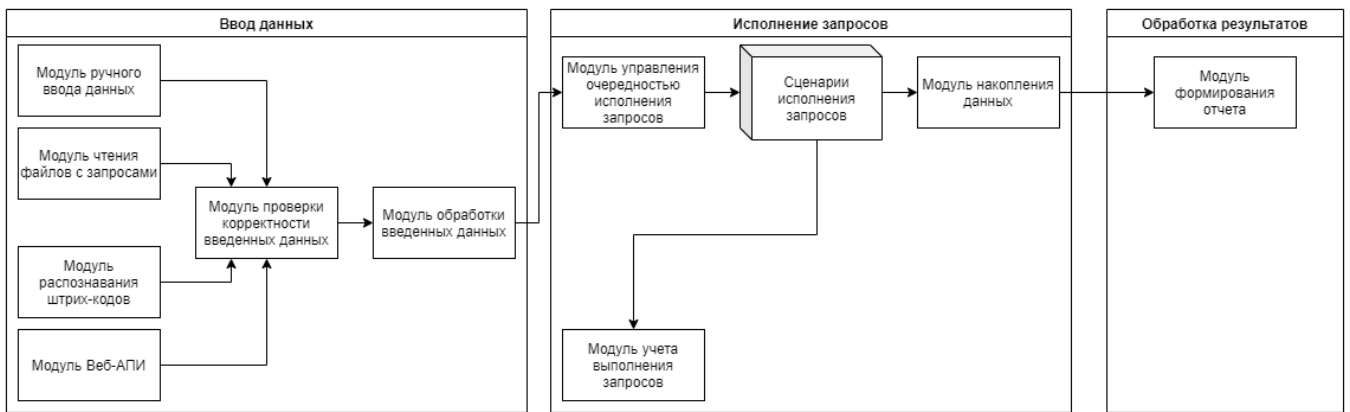 Ввод данных
Модуль ручного
ввода данных
Модуль чтения
файлов с запросами
Модуль
распознавания
штрих-кодов
Модуль Веб-АПИ
Модуль проверки
корректности
введенных данных
Модуль обработки
введенных данных
Исполнение запросов
Модуль управления
очередностью
исполнения
запросов
Сценарии
исполнения
запросов
Модуль накопления
данных
Модуль учета
выполнения
запросов
Обработка результатов
Модуль
формирования
отчета